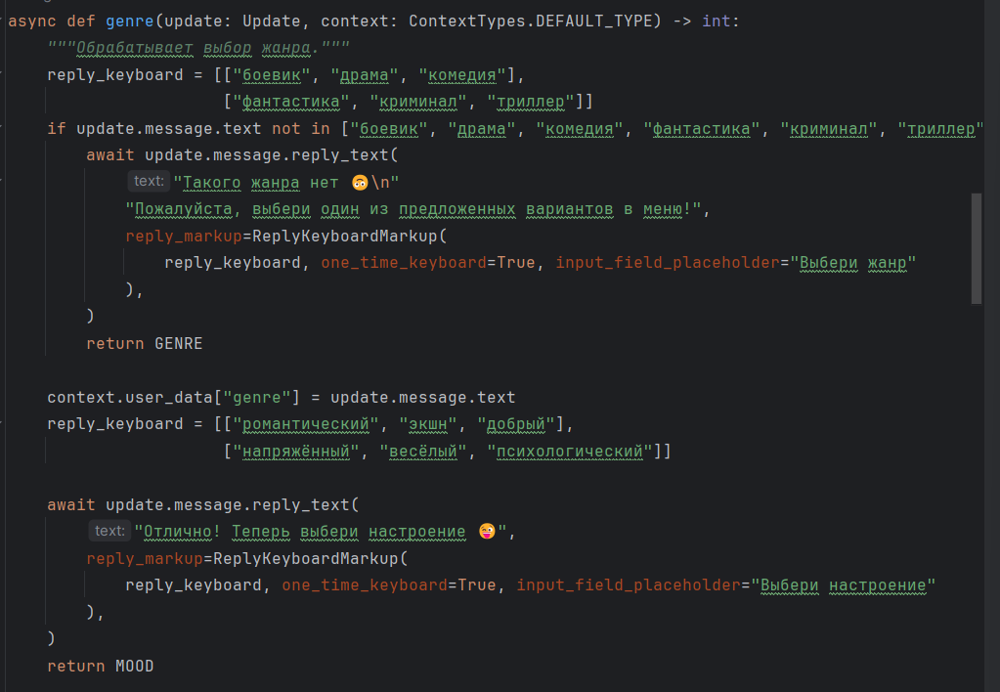 async def genre(update: Update, context: ContextTypes.DEFAULT_TYPE) -> int:
"""Обрабатывает выбор жанра."""
reply_keyboard = [["боевик", "драма", "комедия"],
["фантастика", "криминал", "триллер"]]
if update.message.text not in ["боевик", "драма", "комедия", "фантастика", "криминал", "триллер"
await update.message.reply_text(
text: "Такого жанра нет 🙃\n"
"Пожалуйста, выбери один из предложенных вариантов в меню!",
reply_markup=ReplyKeyboardMarkup(
reply_keyboard, one_time_keyboard=True, input_field_placeholder="Выбери жанр"
),
)
return GENRE
context.user_data["genre"] = update.message.text
reply_keyboard = [["романтический", "экшн", "добрый"],
["напряжённый", "весёлый", "психологический"]]
await update.message.reply_text(
text: "Отлично! Теперь выбери настроение 😜",
reply_markup=ReplyKeyboardMarkup(
reply_keyboard, one_time_keyboard=True, input_field_placeholder="Выбери настроение"
),
)
return MOOD